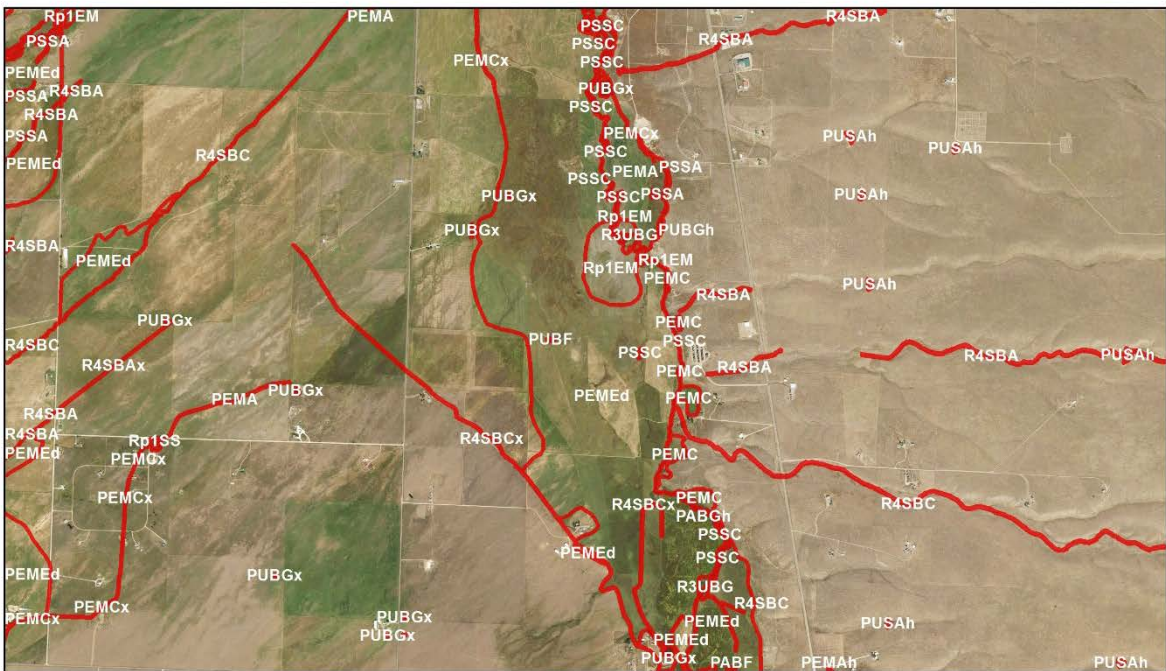 Rp1EM
PEMA
PSSC
R4SBA
PSSA
PSSC
R4SBA
PEMCx
PSSC
PEMEd
R4SBA
PUBGx
PSSA
PSSC
R4SBA
PEMCx
PSSA
PUSAh
PUSAh
R4SBC
PSSC
PEMEd
PEMA
PSSA
PSSC
PUBGx
PSSC
PSSA
PUSAh
Rp1EM
PUBGx
R3UBG
PUBGh
R4SBA
PEMEd
Rp1EM
Rp1EM
PEMC
PUSAh
R4SBA
PUBGx
PEMC
R4SBC
PUBF
PSSC
PSSC
R4SBA
PUSAh
R4SBAx
PEMC
R4SBA
PUBGx
PEMA
PEMEd
PEMC
R4SBA
R4SBA
Rp1SS
R4SBCx
PEMEd
PEMCx
PEMC
PEMCx
R4SBCx
PEMC
R4SBC
PABGh
PSSC
PEMEd
PSSC
PEMEd
PUBGx
R3UBG
PEMCx
R4SBC
PEMCx
PUBGx
PEMEd
PUSAh
PUBGx
PEMEd
PUBGx
PABF
PEMAh
PUSAh